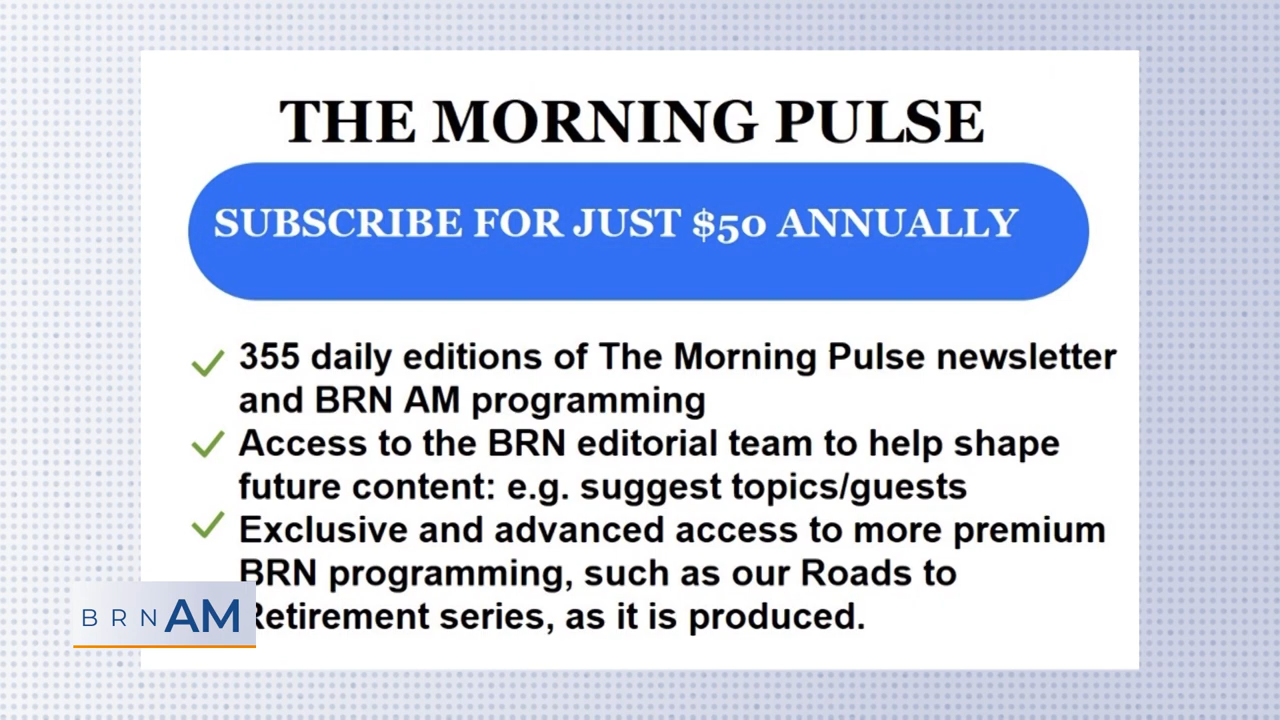 THE MORNING PULSE
SUBSCRIBE FOR JUST $50 ANNUALLY
355 daily editions of The Morning Pulse newsletter
and BRN AM programming
Access to the BRN editorial team to help shape
future content: e.g. suggest topics/guests
Exclusive and advanced access to more premium
BRN programming, such as our Roads to
Retirement series, as it is produced.
BRNAM